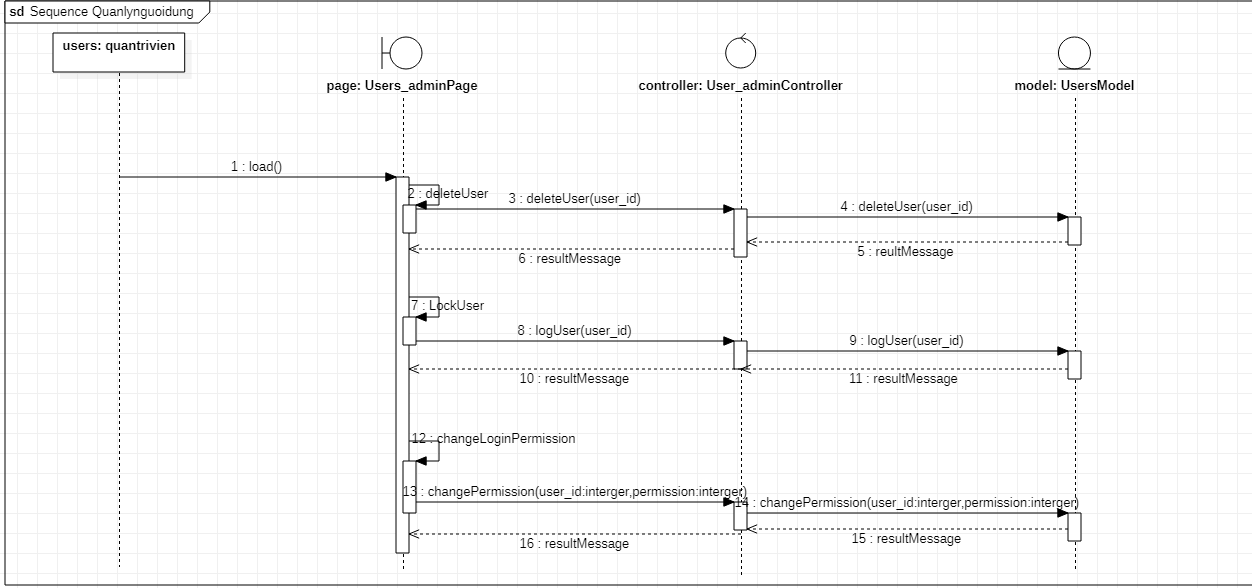 sd Sequence Quanlynguoidung
users: quantrivien
page: Users_adminPage
controller: User_adminController
model: UsersModel
1 : load()
2 : deleteUser
3 : deleteUser(user_id)
4 : deleteUser(user_id)
5 : reultMessage
6 : resultMessage
7 : LockUser
8 : logUser(user_id)
9 : logUser(user_id)
10 : resultMessage
11 : resultMessage
12 : changeLoginPermission
13 : changePermission(user_id:interger,permission:interger)
14 : changePermission(user_id:interger,permission:interger)
15 : resultMessage
16 : resultMessage